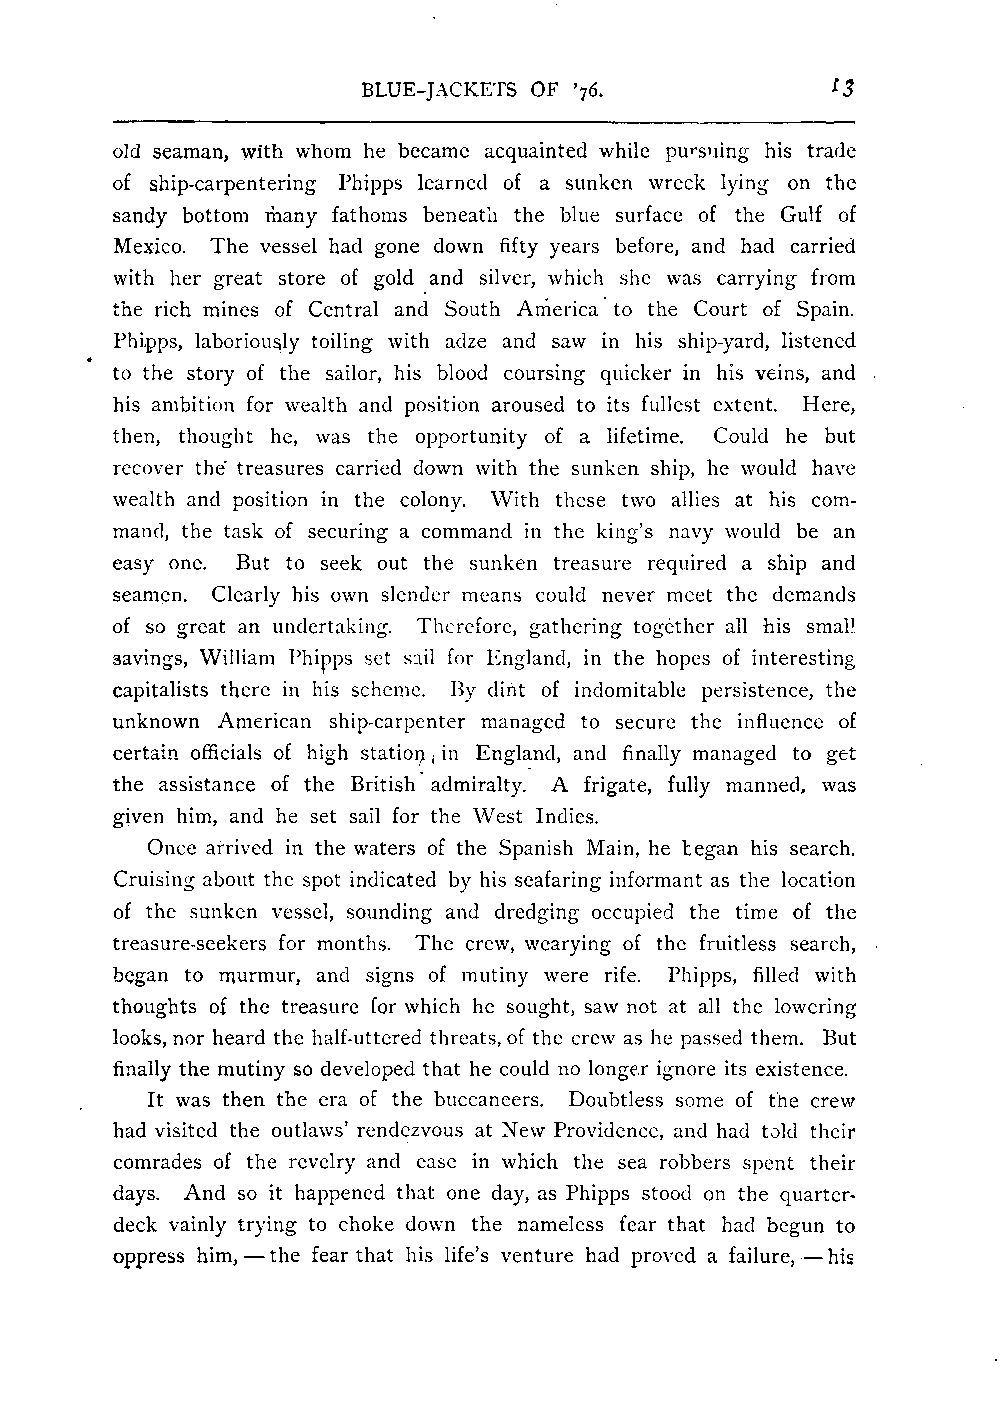 BLUE-JACKETS OF '76. 13
old seaman, with whom he became acquainted while pursuing his trade
of ship-carpentering Phipps learned of a sunken wreck lying on the
sandy bottom many fathoms beneath the blue surface of the Gulf of
Mexico. The vessel had gone down fifty years before, and had carried
with her great store of gold and silver, which she was carrying from
the rich mines of Central and South America to the Court of Spain.
Phipps, laboriously toiling with adze and saw in his ship-yard, listened
to the story of the sailor, his blood coursing quicker in his veins, and
his ambition for wealth and position aroused to its fullest extent. Here,
then, thought he, was the opportunity of a lifetime. Could he but
recover the treasures carried down with the sunken ship, he would have
wealth and position in the colony. With these two allies at his com-
mand, the task of securing a command in the king's navy would be an
easy one. But to seek out the sunken treasure required a ship and
seamen. Clearly his own slender means could never meet the demands
of so great an undertaking. Therefore, gathering together all his small
savings, William Phipps set sail for England, in the hopes of interesting
capitalists there in his scheme. By dint of indomitable persistence, the
unknown American ship-carpenter managed to secure the influence of
certain officials of high station in England, and finally managed to get
the assistance of the British admiralty. A frigate, fully manned, was
given him, and he set sail for the West Indies.
Once arrived in the waters of the Spanish Main, he began his search.
Cruising about the spot indicated by his seafaring informant as the location
of the sunken vessel, sounding and dredging occupied the time of the
treasure-seekers for months. The crew, wearying of the fruitless search,
began to murmur, and signs of mutiny were rife. Phipps, filled with
thoughts of the treasure for which he sought, saw not at all the lowering
looks, nor heard the half-uttered threats, of the crew as he passed them. But
finally the mutiny so developed that he could no longer ignore its existence.
It was then the era of the buccaneers. Doubtless some of the crew
had visited the outlaws' rendezvous at New Providence, and had told their
comrades of the revelry and ease in which the sea robbers spent their
days. And so it happened that one day, as Phipps stood on the quarter-
deck vainly trying to choke down the nameless fear that had begun to
oppress him, — the fear that his life's venture had proved a failure, — his